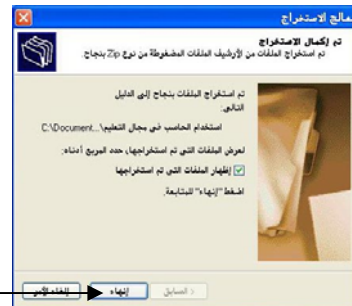 معالج الاستخراج
تم إكمال الاستخراج
تم استخراج الملفات من الأرشيف الملفات المضغوطة من نوع Zip بنجاح.
تم استخراج الملفات بنجاح إلى الدليل
التالي:
استخدام الحاسب في مجال التعليم\...C:\Document
لعرض الملفات التي تم استخراجها، حدد المربع أدناه:
إظهار الملفات التي تم استخراجها
اضغط "إنهاء" للمتابعة.
< السابق
إنهاء
إلغاء الأمر